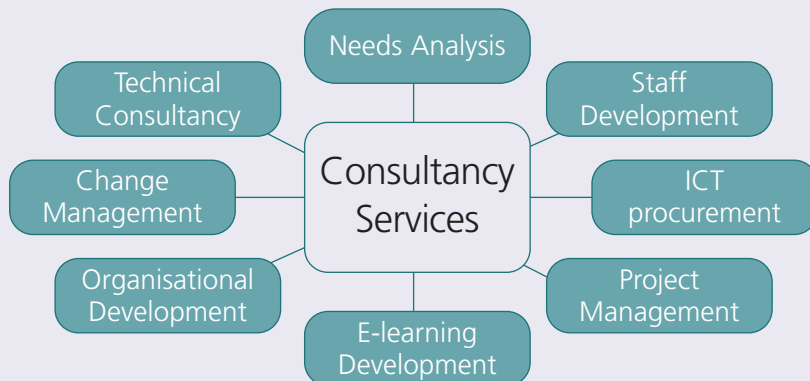 Needs Analysis
Technical
Consultancy
Staff
Development
Consultancy
Services
Change
Management
ICT
procurement
Organisational
Development
Project
Management
E-learning
Development